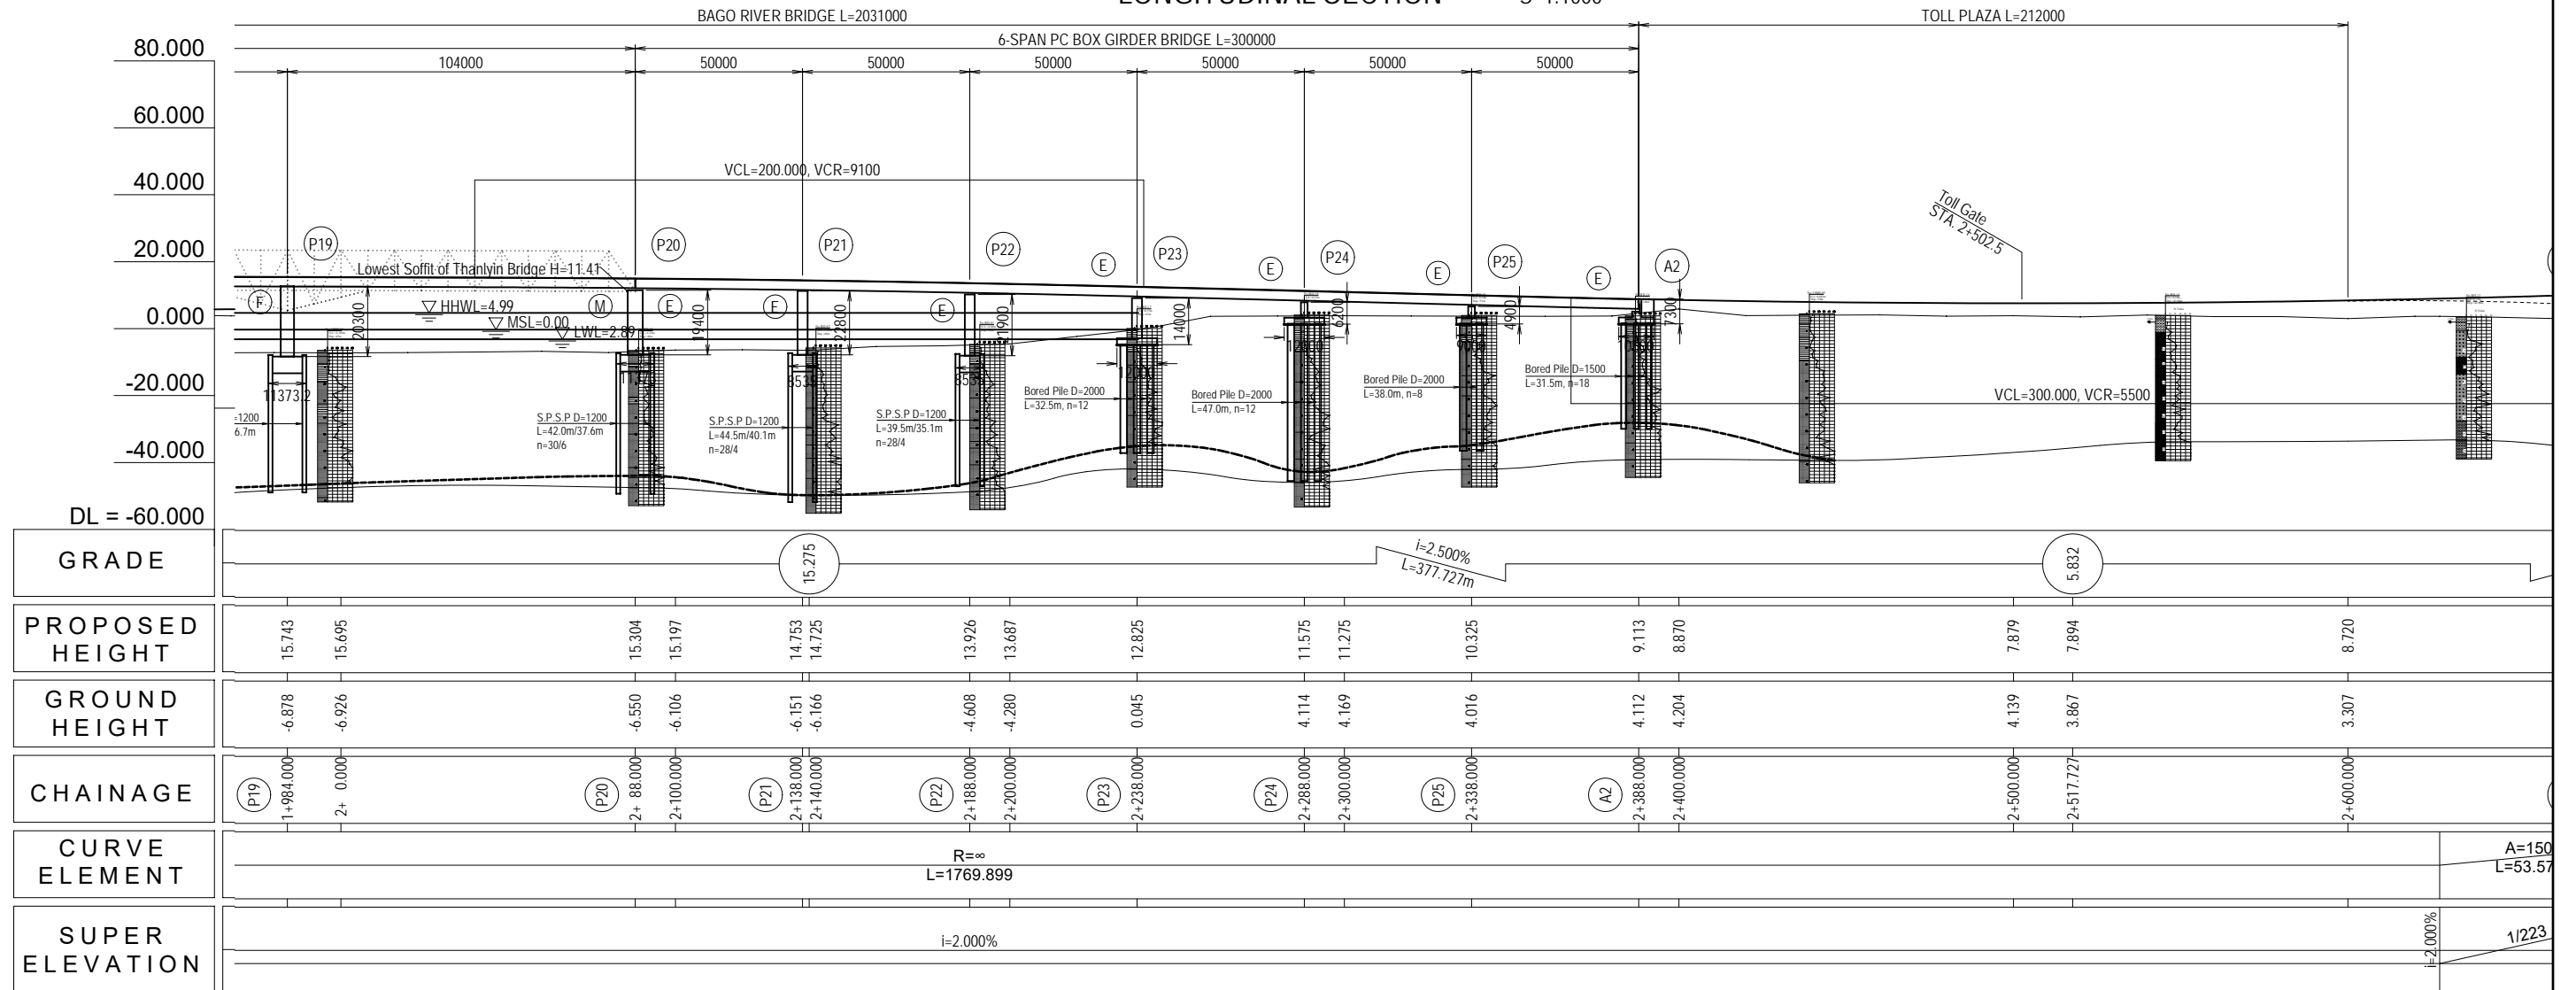 LONGITUDINAL SECTION S=1:1000
BAGO RIVER BRIDGE L=2031000
TOLL PLAZA L=212000
6-SPAN PC BOX GIRDER BRIDGE L=300000
104000 50000 50000 50000 50000 50000 50000
80.000
60.000
40.000
20.000
0.000
-20.000
-40.000
DL = -60.000
VCL=200.000, VCR=9100
Toll Gate
STA. 2+502.5
P19 P20 P21 P22 P23 P24 P25 A2
Lowest Soffit of Thanlyin Bridge H=11.41
F M E E E E E E E
HHWL=4.99
MSL=0.00
LWL=2.89
20300 19400 22800 21900 14000 6200 4900 7300
11373.2
=1200
6.7m
S.P.S.P D=1200
L=42.0m/37.6m
n=30/6
S.P.S.P D=1200
L=44.5m/40.1m
n=28/4
S.P.S.P D=1200
L=39.5m/35.1m
n=28/4
Bored Pile D=2000
L=32.5m, n=12
Bored Pile D=2000
L=47.0m, n=12
Bored Pile D=2000
L=38.0m, n=8
Bored Pile D=1500
L=31.5m, n=18
VCL=300.000, VCR=5500
GRADE
15.275
i=2.500%
L=377.727m
5.832
PROPOSED
HEIGHT
15.743 15.695 15.304 15.197 14.753 14.725 13.926 13.687 12.825 11.575 11.275 10.325 9.113 8.870 7.879 7.894 8.720
GROUND
HEIGHT
-6.878 -6.926 -6.550 -6.106 -6.151 -6.166 -4.608 -4.280 0.045 4.114 4.169 4.016 4.112 4.204 4.139 3.867 3.307
CHAINAGE
P19 1+984.000 2+ 0.000 P20 2+ 88.000 2+100.000 P21 2+138.000 2+140.000 P22 2+188.000 2+200.000 P23 2+238.000 P24 2+288.000 2+300.000 P25 2+338.000 A2 2+388.000 2+400.000 2+500.000 2+517.727 2+600.000
CURVE
ELEMENT
R=∞
L=1769.899
A=150
L=53.57
SUPER
ELEVATION
i=2.000%
i=2.000%
1/223